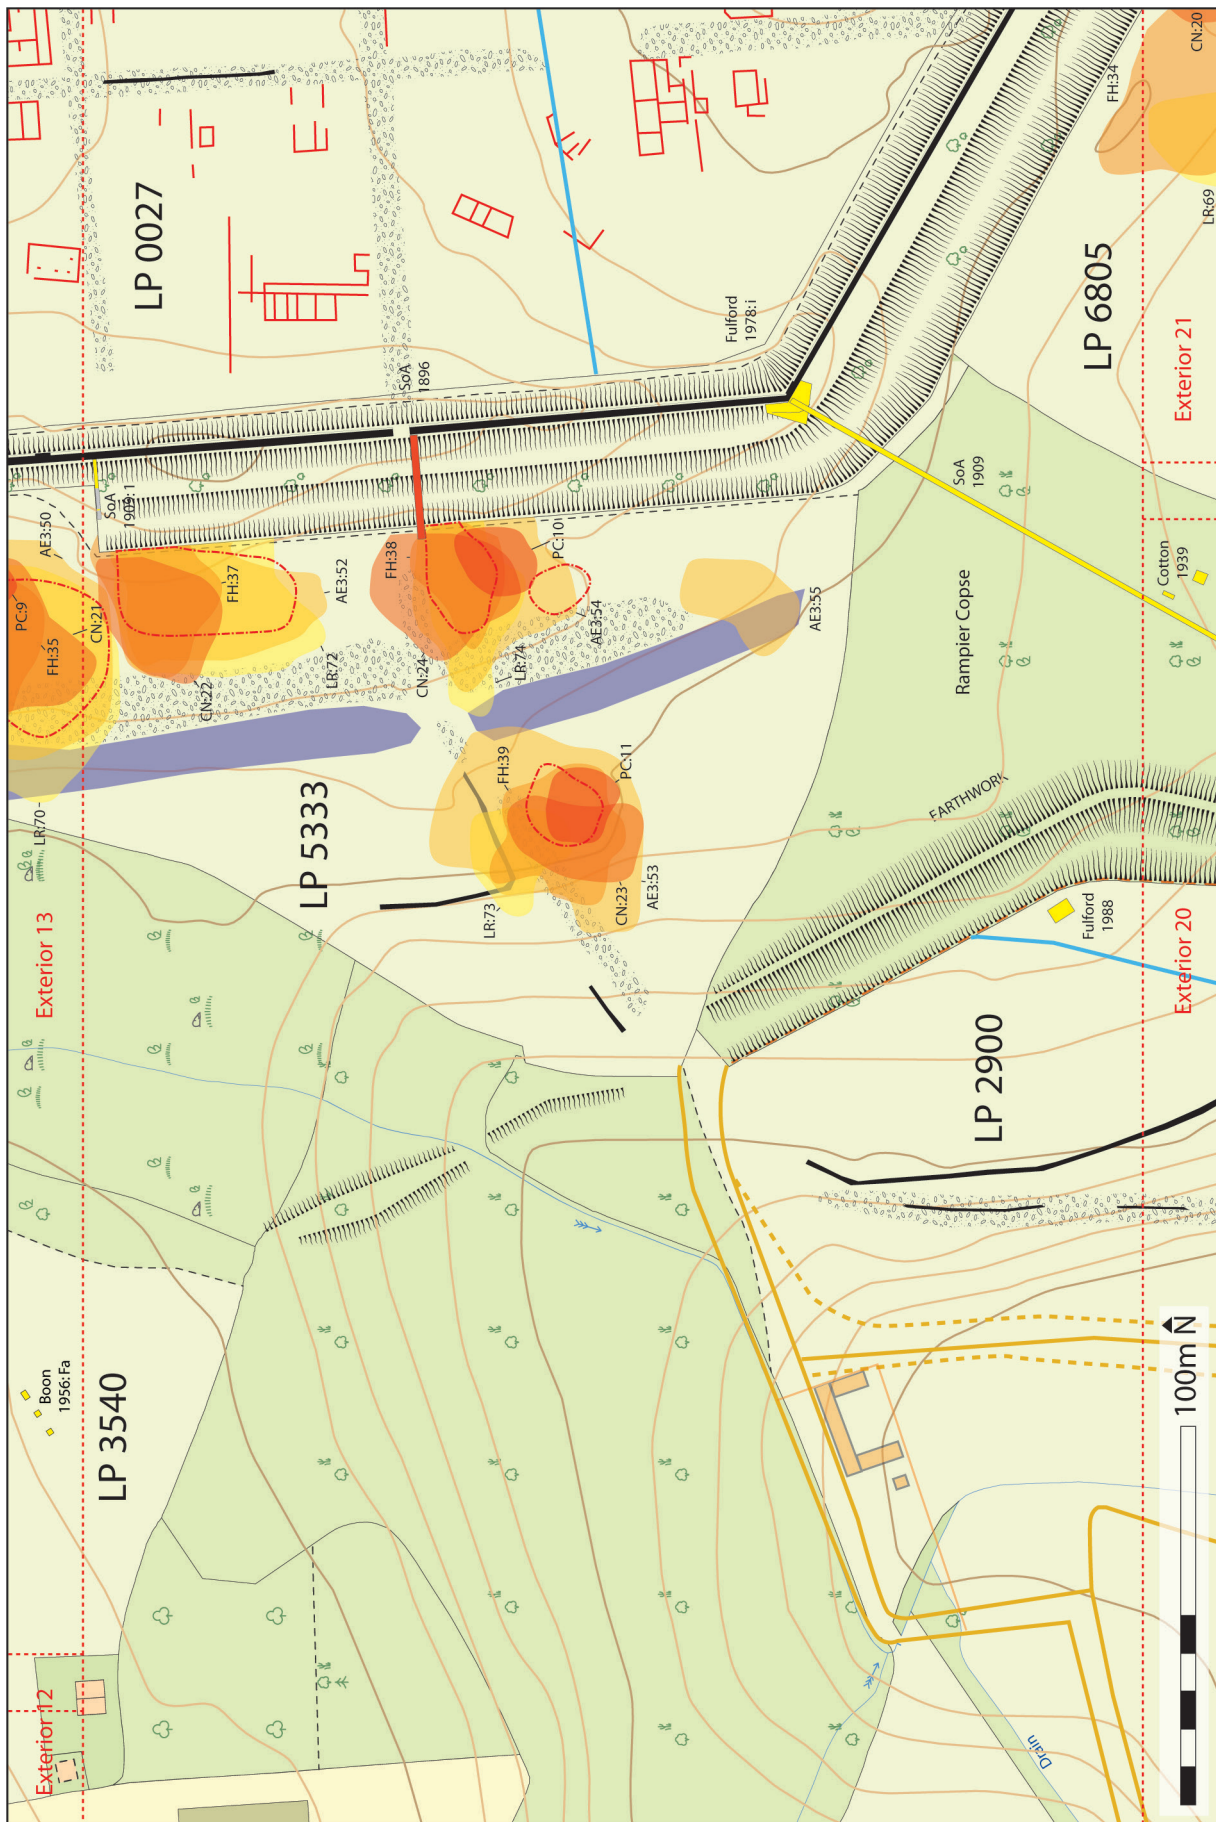 Exterior 12
Boon
1956:Fa
Exterior 13
LR:70
PC:9
FH:35
AE3:50
CN:21
LP 3540
SoA
1909:1
LP 0027
CN:22
FH:37
LR:72
AE3:52
LP 5333
FH:38
SoA
1896
CN:24
LR:73
FH:39
LR:74
PC:10
AE3:54
CN:23
AE3:53
PC:11
Fulford
1978:i
AE3:55
Rampier Copse
EARTHWORK
SoA
1909
LP 2900
Drain
Fulford
1988
LP 6805
FH:34
Cotton
1939
100m N
Exterior 20
Exterior 21
CN:20
LR:69